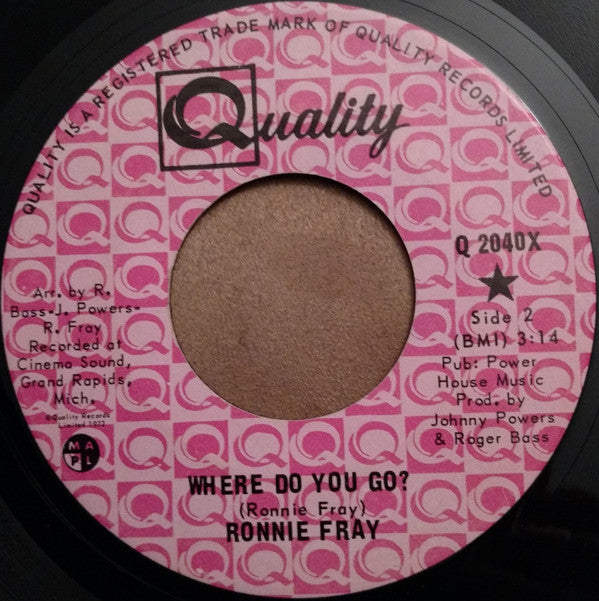 QUALITY IS A REGISTERED TRADE MARK OF QUALITY RECORDS LIMITED
Quality
Q 2040X
Side 2
(BMI) 3:14
Pub: Power
House Music
Prod. by
Johnny Powers
& Roger Bass
Arr. by R.
Bass-J. Powers-
R. Fray
Recorded at
Cinema Sound,
Grand Rapids,
Mich.
©Quality Records
Limited 1972
MA
PL
WHERE DO YOU GO?
(Ronnie Fray)
RONNIE FRAY